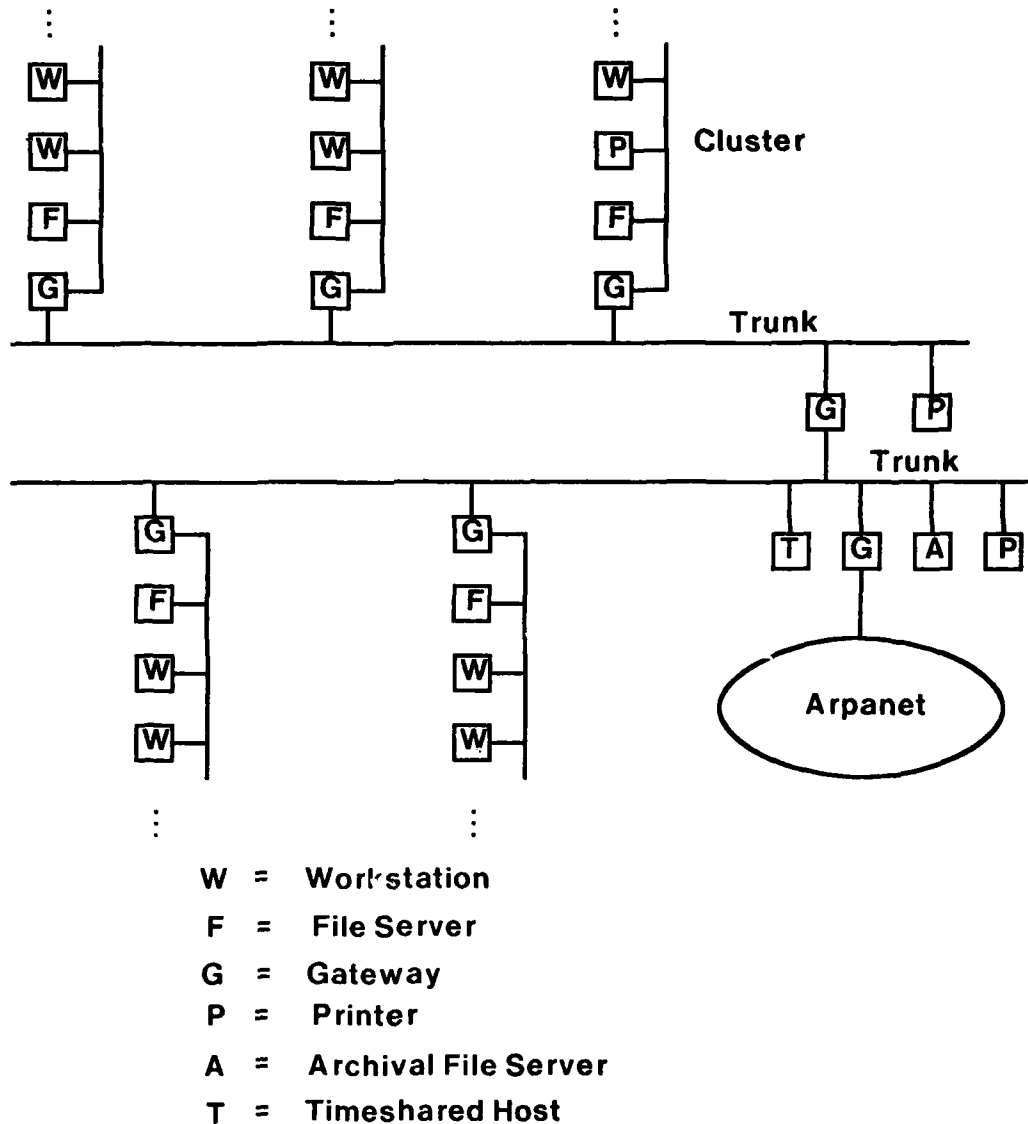 W W W
W W P Cluster
F F F
G G G
Trunk
G P
Trunk
G G T G A P
F F
W W Arpanet
W W
W = Workstation
F = File Server
G = Gateway
P = Printer
A = Archival File Server
T = Timeshared Host